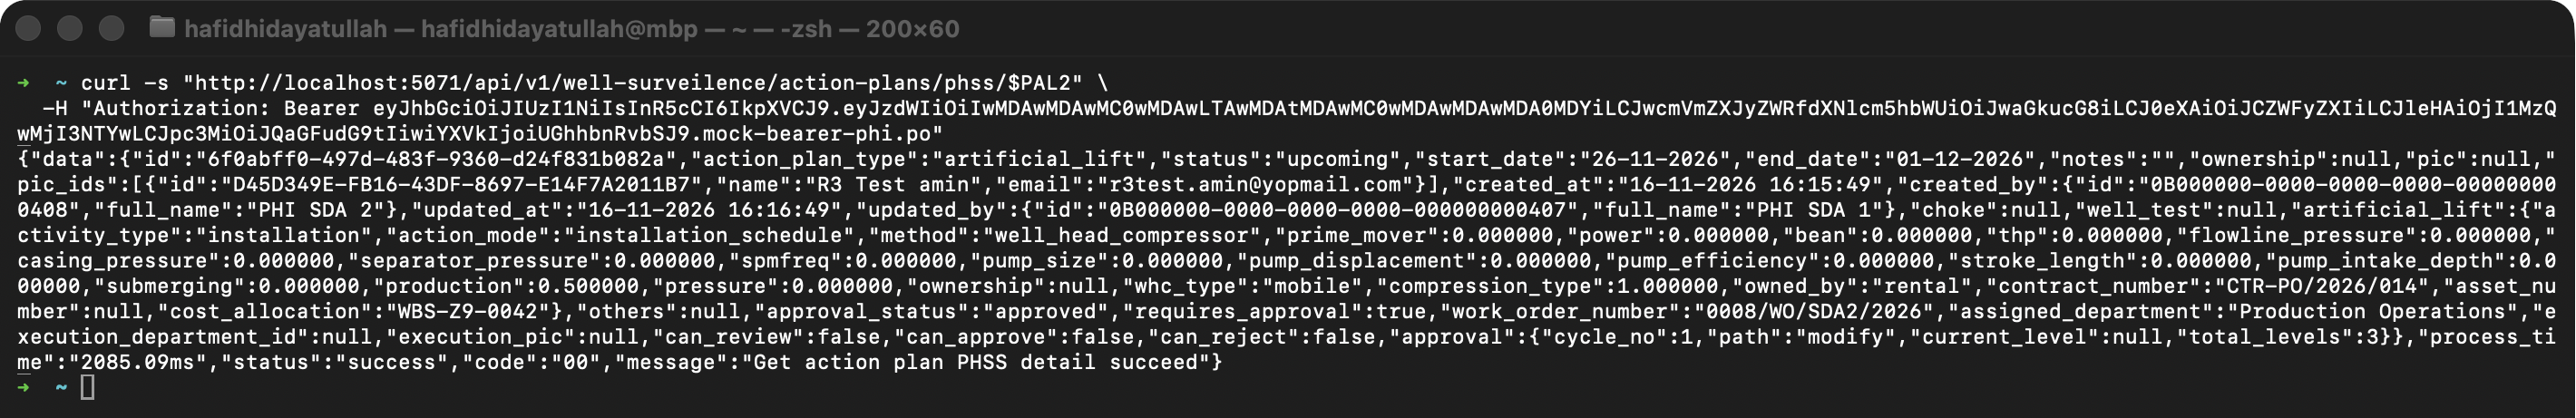 hafidhidayatullah — hafidhidayatullah@mbp — ~ — -zsh — 200×60
➜  ~ curl -s "http://localhost:5071/api/v1/well-surveilence/action-plans/phss/$PAL2" \
  -H "Authorization: Bearer eyJhbGciOiJIUzI1NiIsInR5cCI6IkpXVCJ9.eyJzdWIiOiIwMDAwMDAwMC0wMDAwLTAwMDAtMDAwMC0wMDAwMDAwMDA0MDYiLCJwcmVmZXJyZWRfdXNlcm5hbWUiOiJwaGkucG8iLCJ0eXAiOiJCZWFyZXIiLCJleHAiOjI1MzQ
wMjI3NTYwLCJpc3MiOiJQaGFudG9tIiwiYXVkIjoiUGhhbnRvbSJ9.mock-bearer-phi.po"
{"data":{"id":"6f0abff0-497d-483f-9360-d24f831b082a","action_plan_type":"artificial_lift","status":"upcoming","start_date":"26-11-2026","end_date":"01-12-2026","notes":"","ownership":null,"pic":null,"
pic_ids":[{"id":"D45D349E-FB16-43DF-8697-E14F7A2011B7","name":"R3 Test amin","email":"r3test.amin@yopmail.com"}],"created_at":"16-11-2026 16:15:49","created_by":{"id":"0B000000-0000-0000-0000-00000000
0408","full_name":"PHI SDA 2"},"updated_at":"16-11-2026 16:16:49","updated_by":{"id":"0B000000-0000-0000-0000-000000000407","full_name":"PHI SDA 1"},"choke":null,"well_test":null,"artificial_lift":{"a
ctivity_type":"installation","action_mode":"installation_schedule","method":"well_head_compressor","prime_mover":0.000000,"power":0.000000,"bean":0.000000,"thp":0.000000,"flowline_pressure":0.000000,"
casing_pressure":0.000000,"separator_pressure":0.000000,"spmfreq":0.000000,"pump_size":0.000000,"pump_displacement":0.000000,"pump_efficiency":0.000000,"stroke_length":0.000000,"pump_intake_depth":0.0
00000,"submerging":0.000000,"production":0.500000,"pressure":0.000000,"ownership":null,"whc_type":"mobile","compression_type":1.000000,"owned_by":"rental","contract_number":"CTR-PO/2026/014","asset_nu
mber":null,"cost_allocation":"WBS-Z9-0042"},"others":null,"approval_status":"approved","requires_approval":true,"work_order_number":"0008/WO/SDA2/2026","assigned_department":"Production Operations","e
xecution_department_id":null,"execution_pic":null,"can_review":false,"can_approve":false,"can_reject":false,"approval":{"cycle_no":1,"path":"modify","current_level":null,"total_levels":3}},"process_ti
me":"2085.09ms","status":"success","code":"00","message":"Get action plan PHSS detail succeed"}
➜  ~